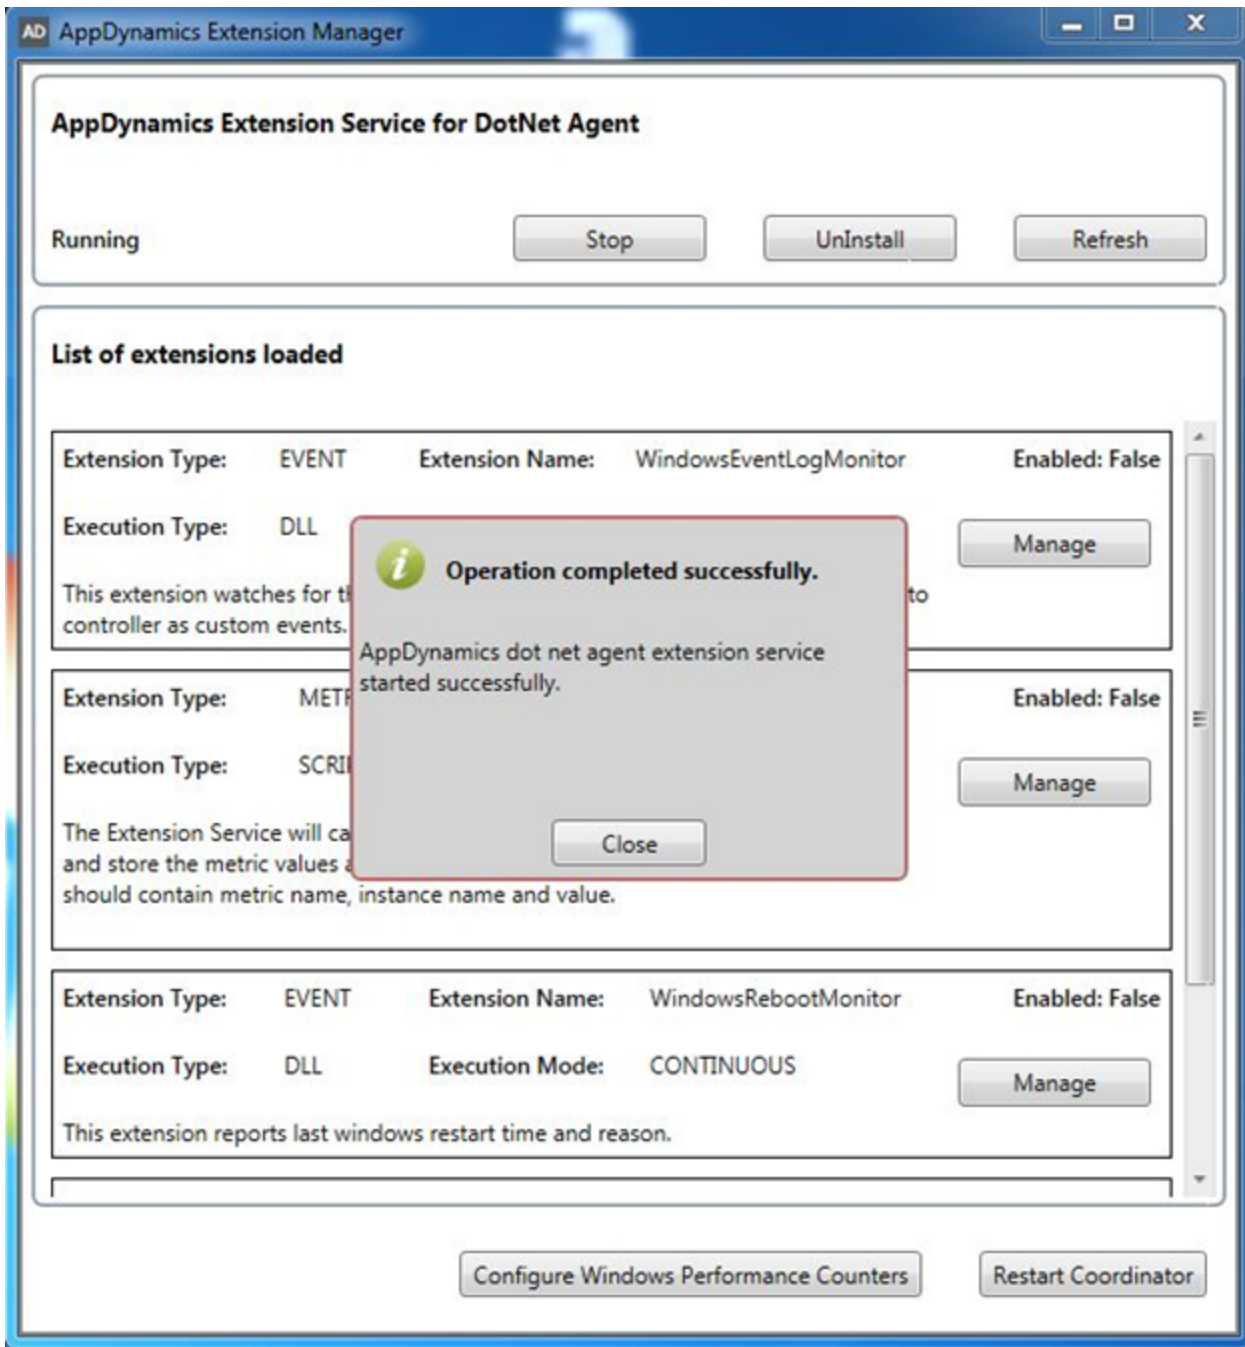 AD AppDynamics Extension Manager
AppDynamics Extension Service for DotNet Agent
Running Stop UnInstall Refresh
List of extensions loaded
Extension Type: EVENT Extension Name: WindowsEventLogMonitor Enabled: False
Execution Type: DLL
Manage
This extension watches for to
controller as custom events.
Operation completed successfully.
AppDynamics dot net agent extension service
started successfully.
Close
Extension Type: Enabled: False
Execution Type:
Manage
The Extension Service will
and store the metric values
should contain metric name, instance name and value.
Extension Type: EVENT Extension Name: WindowsRebootMonitor Enabled: False
Execution Type: DLL Execution Mode: CONTINUOUS
Manage
This extension reports last windows restart time and reason.
Configure Windows Performance Counters Restart Coordinator